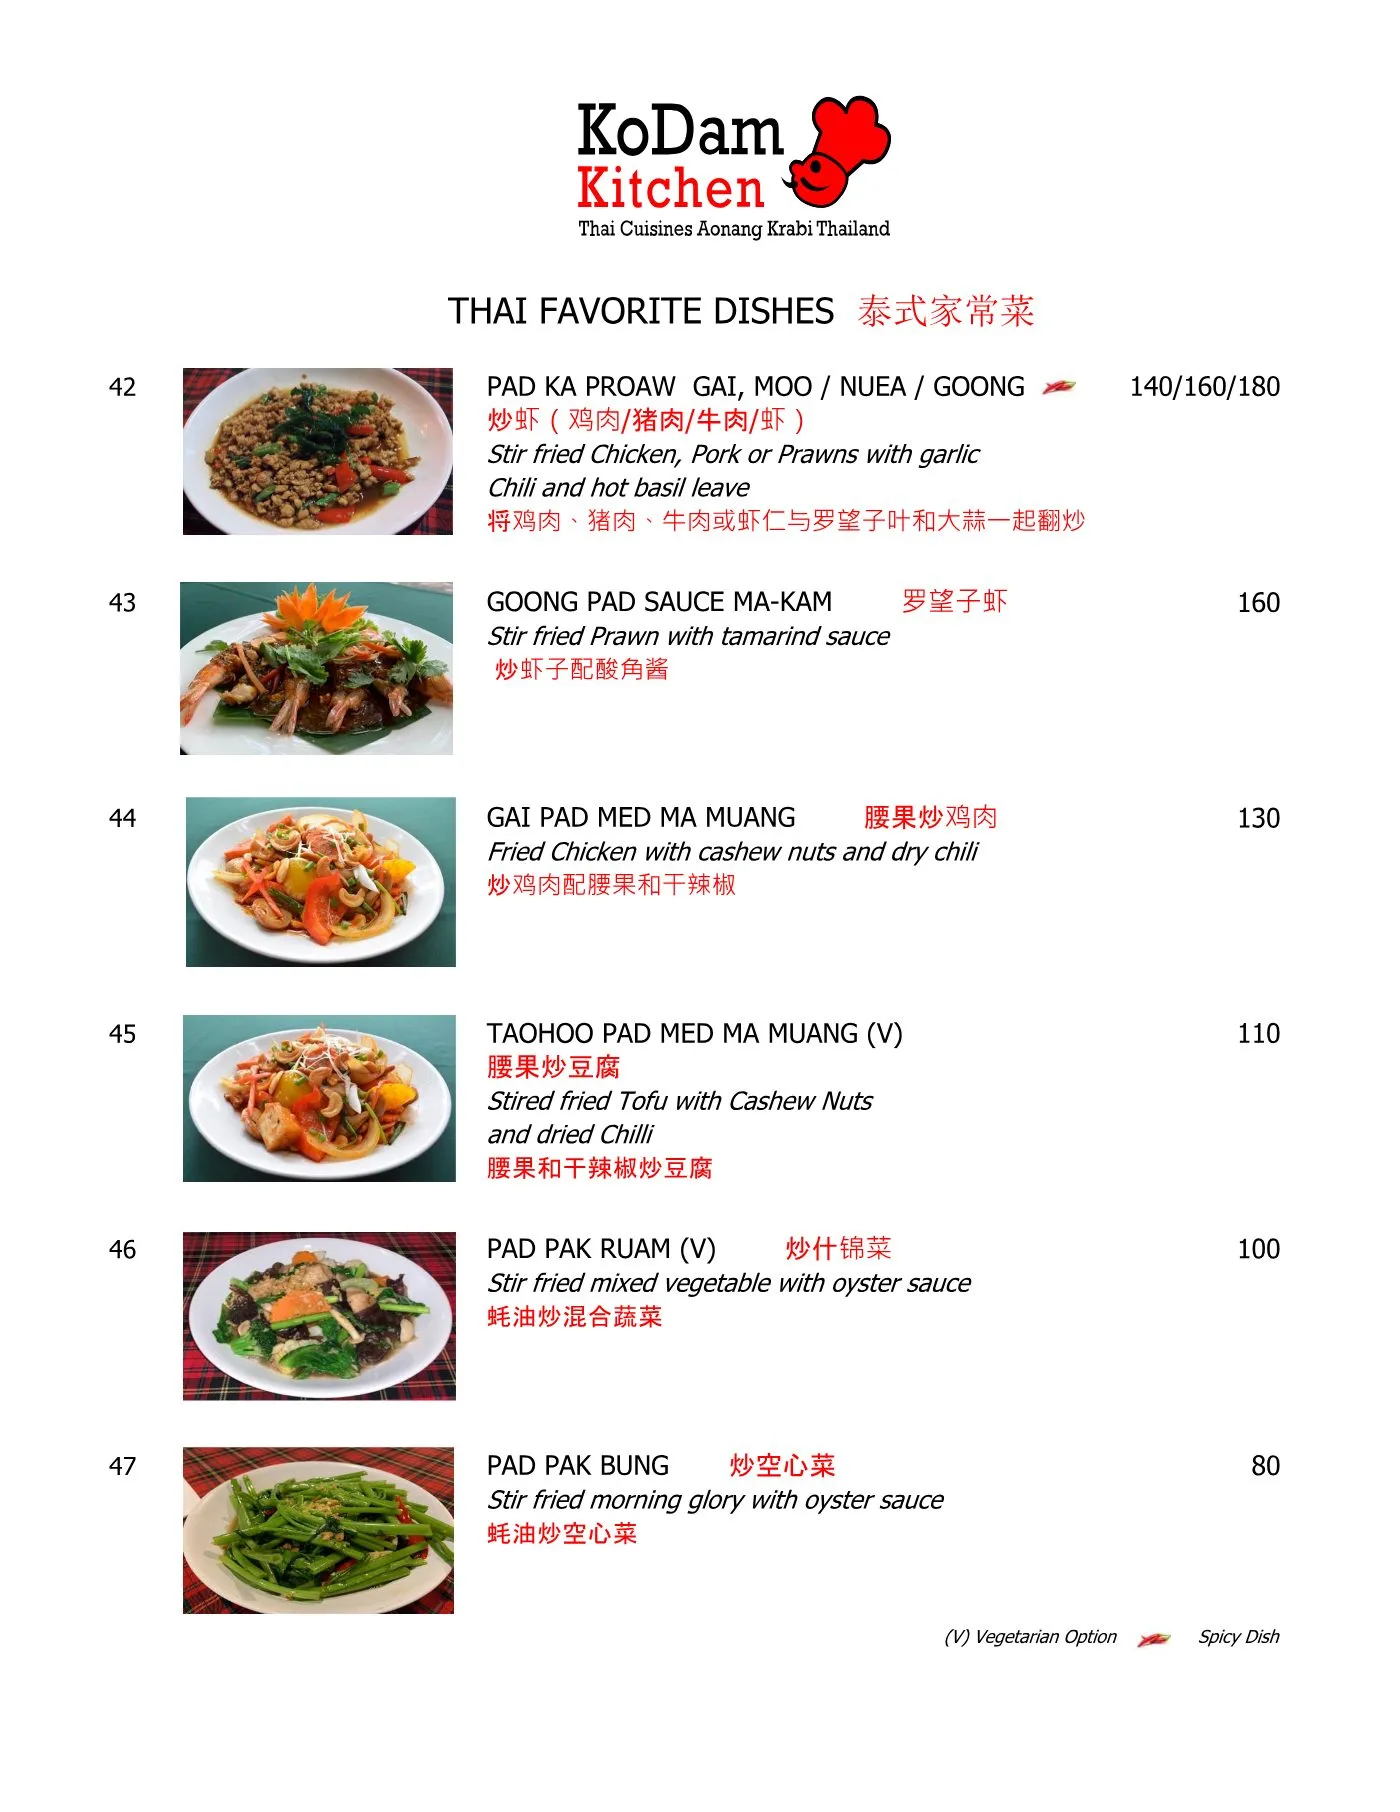 KoDam
Kitchen
Thai Cuisines Aonang Krabi Thailand
THAI FAVORITE DISHES 泰式家常菜
42 PAD KA PROAW GAI, MOO / NUEA / GOONG 140/160/180
炒虾（鸡肉/猪肉/牛肉/虾）
Stir fried Chicken, Pork or Prawns with garlic
Chili and hot basil leave
将鸡肉、猪肉、牛肉或虾仁与罗望子叶和大蒜一起翻炒
43 GOONG PAD SAUCE MA-KAM 罗望子虾 160
Stir fried Prawn with tamarind sauce
炒虾子配酸角酱
44 GAI PAD MED MA MUANG 腰果炒鸡肉 130
Fried Chicken with cashew nuts and dry chili
炒鸡肉配腰果和干辣椒
45 TAOHOO PAD MED MA MUANG (V) 110
腰果炒豆腐
Stired fried Tofu with Cashew Nuts
and dried Chilli
腰果和干辣椒炒豆腐
46 PAD PAK RUAM (V) 炒什锦菜 100
Stir fried mixed vegetable with oyster sauce
蚝油炒混合蔬菜
47 PAD PAK BUNG 炒空心菜 80
Stir fried morning glory with oyster sauce
蚝油炒空心菜
(V) Vegetarian Option Spicy Dish